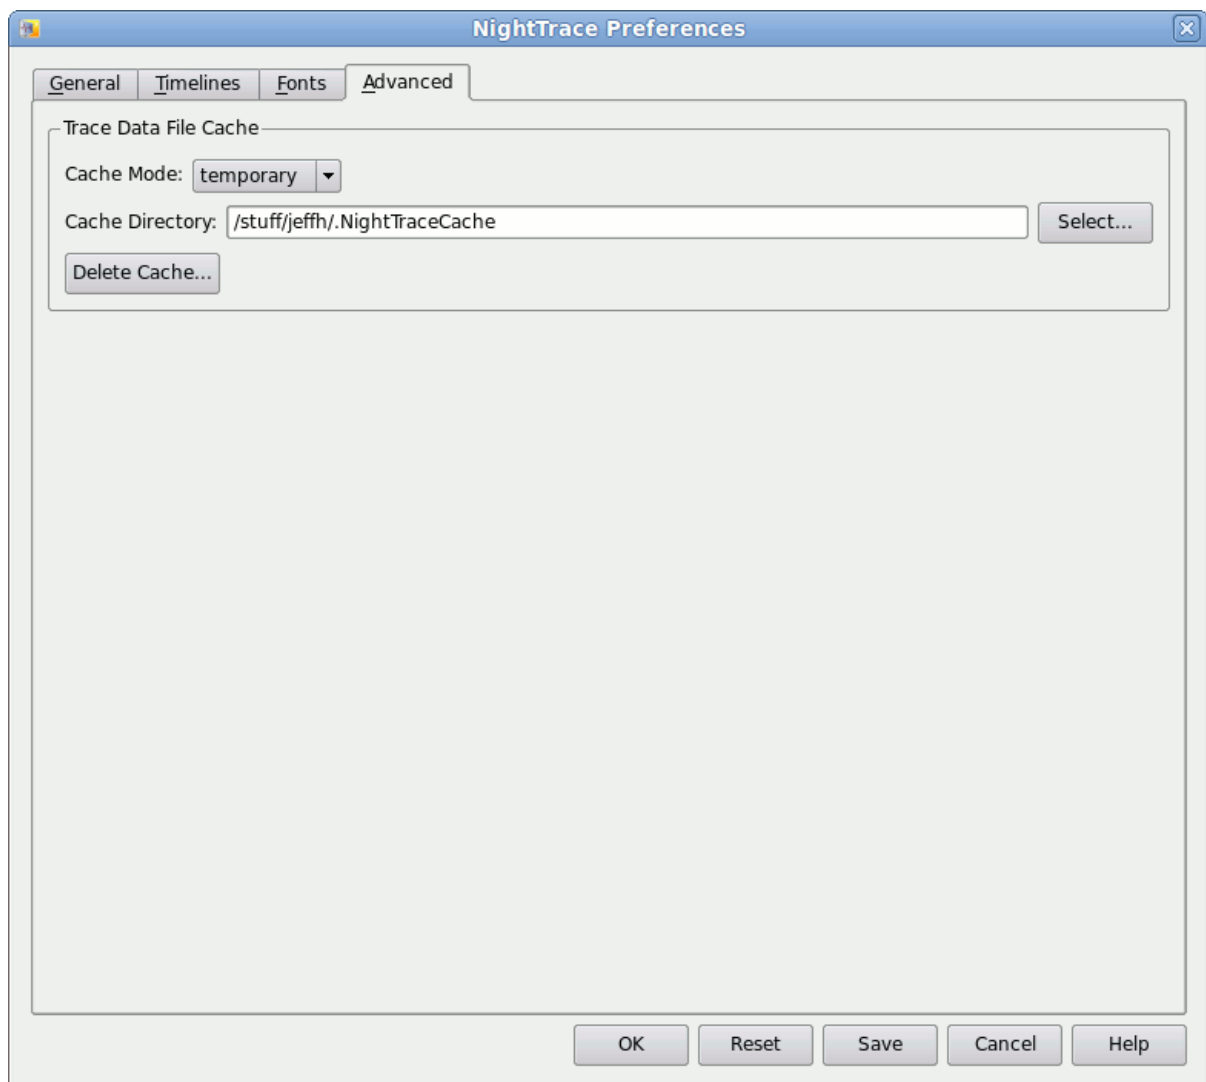 NightTrace Preferences
General Timelines Fonts Advanced
Trace Data File Cache
Cache Mode: temporary
Cache Directory: /stuff/jeffh/.NightTraceCache Select...
Delete Cache...
OK Reset Save Cancel Help